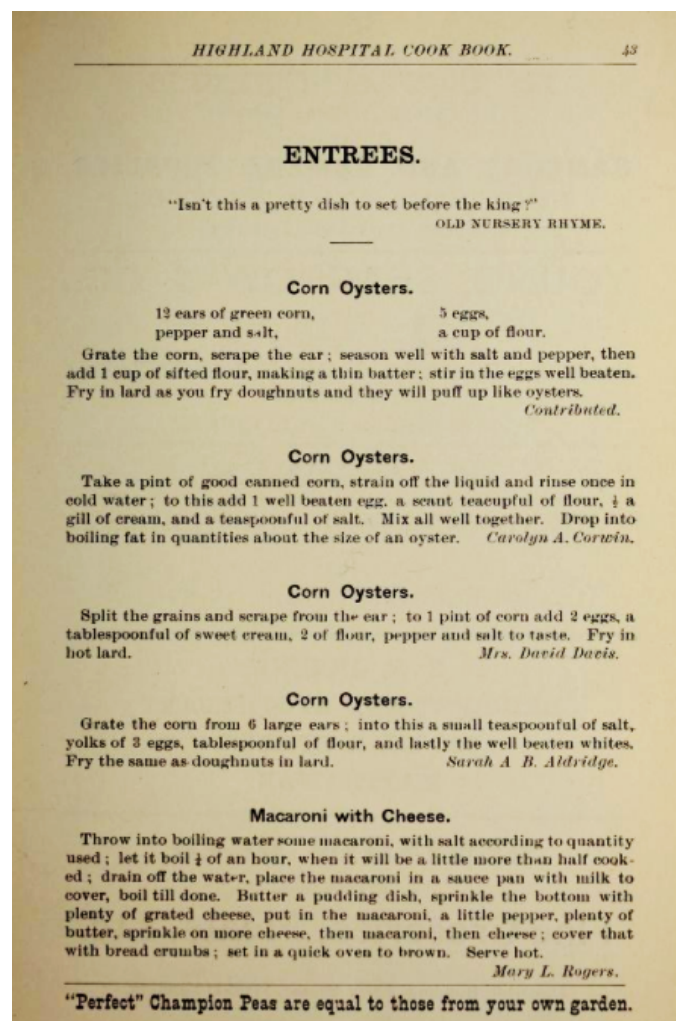 HIGHLAND HOSPITAL COOK BOOK. 43
ENTREES.
"Isn't this a pretty dish to set before the king?"
OLD NURSERY RHYME.
Corn Oysters.
12 ears of green corn, 5 eggs,
pepper and salt, a cup of flour.
Grate the corn, scrape the ear; season well with salt and pepper, then
add 1 cup of sifted flour, making a thin batter; stir in the eggs well beaten.
Fry in lard as you fry doughnuts and they will puff up like oysters.
Contributed.
Corn Oysters.
Take a pint of good canned corn, strain off the liquid and rinse once in
cold water; to this add 1 well beaten egg. a scant teacupful of flour, ½ a
gill of cream, and a teaspoonful of salt. Mix all well together. Drop into
boiling fat in quantities about the size of an oyster. Carolyn A. Corwin.
Corn Oysters.
Split the grains and scrape from the ear; to 1 pint of corn add 2 eggs, a
tablespoonful of sweet cream, 2 of flour, pepper and salt to taste. Fry in
hot lard. Mrs. David Davis.
Corn Oysters.
Grate the corn from 6 large ears; into this a small teaspoonful of salt,
yolks of 3 eggs, tablespoonful of flour, and lastly the well beaten whites.
Fry the same as doughnuts in lard. Sarah A B. Aldridge.
Macaroni with Cheese.
Throw into boiling water some macaroni, with salt according to quantity
used; let it boil ¼ of an hour, when it will be a little more than half cook-
ed; drain off the water, place the macaroni in a sauce pan with milk to
cover, boil till done. Butter a pudding dish, sprinkle the bottom with
plenty of grated cheese, put in the macaroni, a little pepper, plenty of
butter, sprinkle on more cheese, then macaroni, then cheese; cover that
with bread crumbs; set in a quick oven to brown. Serve hot.
Mary L. Rogers.
"Perfect" Champion Peas are equal to those from your own garden.